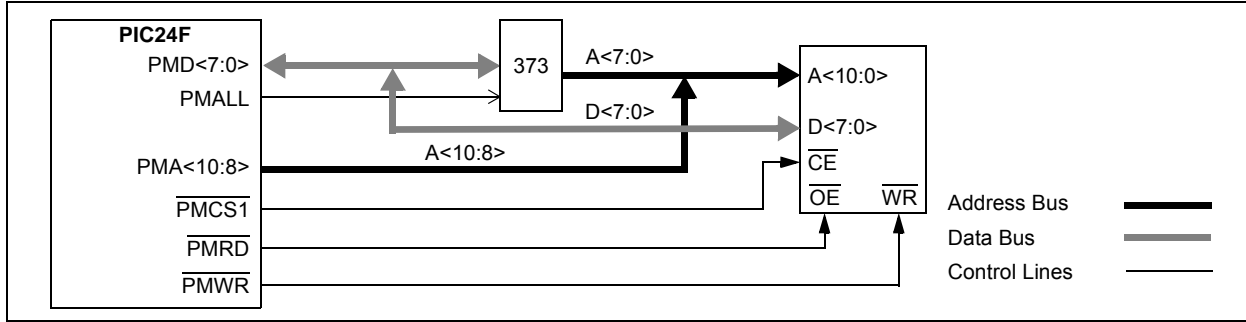 PIC24F
PMD<7:0>
373
A<7:0>
A<10:0>
PMALL
D<7:0>
D<7:0>
A<10:8>
PMA<10:8>
CE
PMCS1
OE WR
Address Bus
PMRD
Data Bus
PMWR
Control Lines